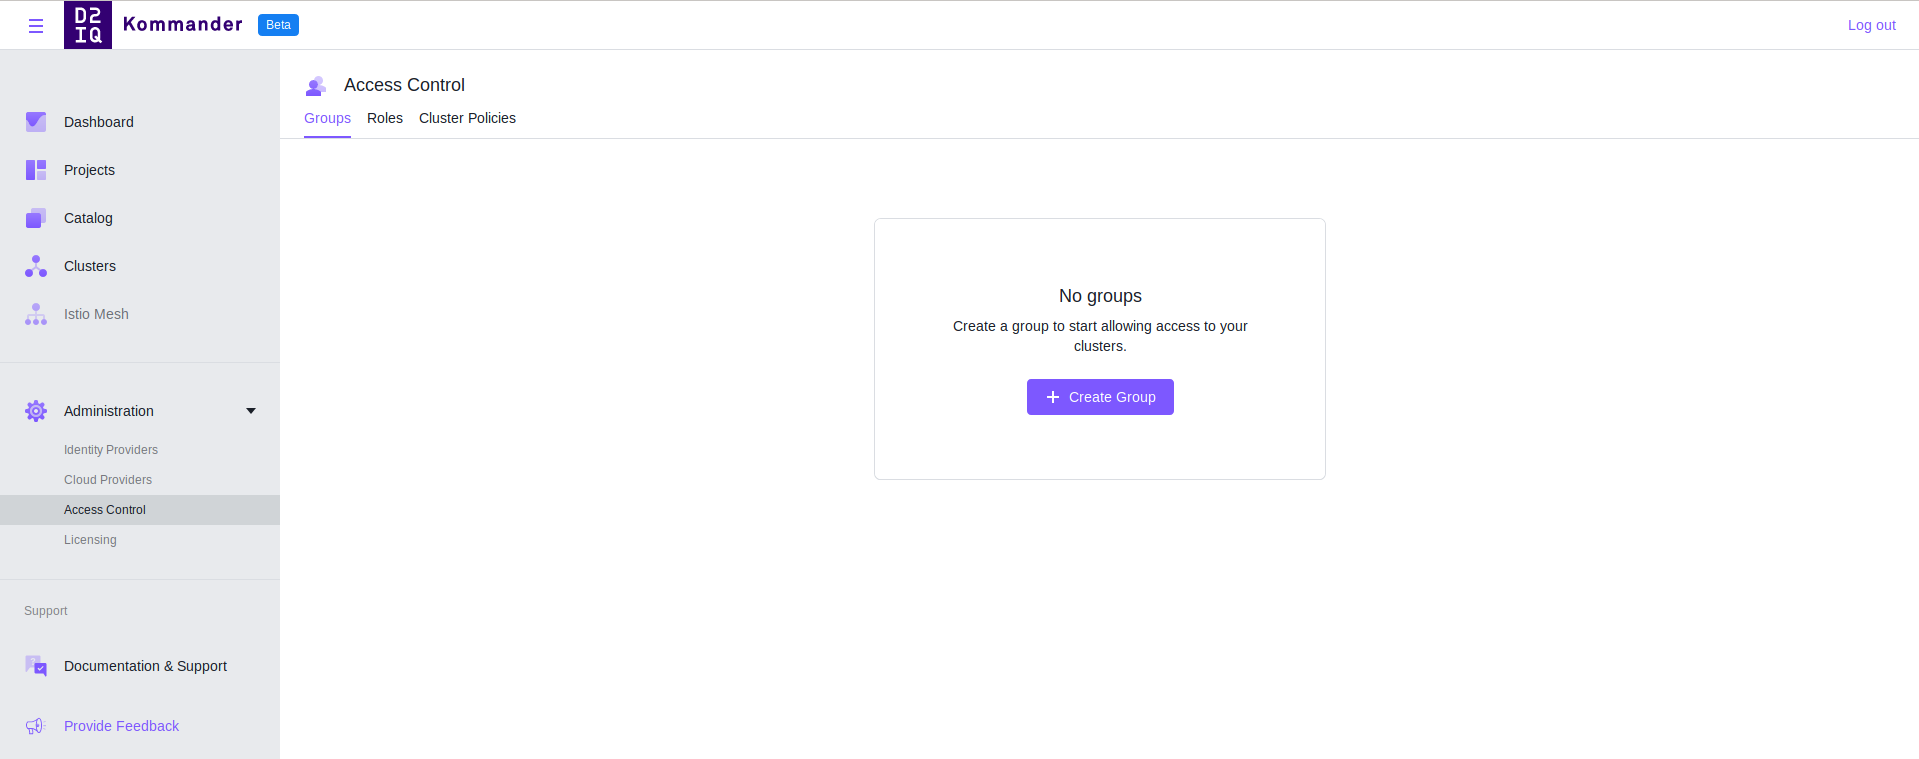 D2
IQ
Kommander
Beta
Log out
Dashboard
Projects
Catalog
Clusters
Istio Mesh
Administration
Identity Providers
Cloud Providers
Access Control
Licensing
Support
Documentation & Support
Provide Feedback
Access Control
Groups Roles Cluster Policies
No groups
Create a group to start allowing access to your
clusters.
Create Group